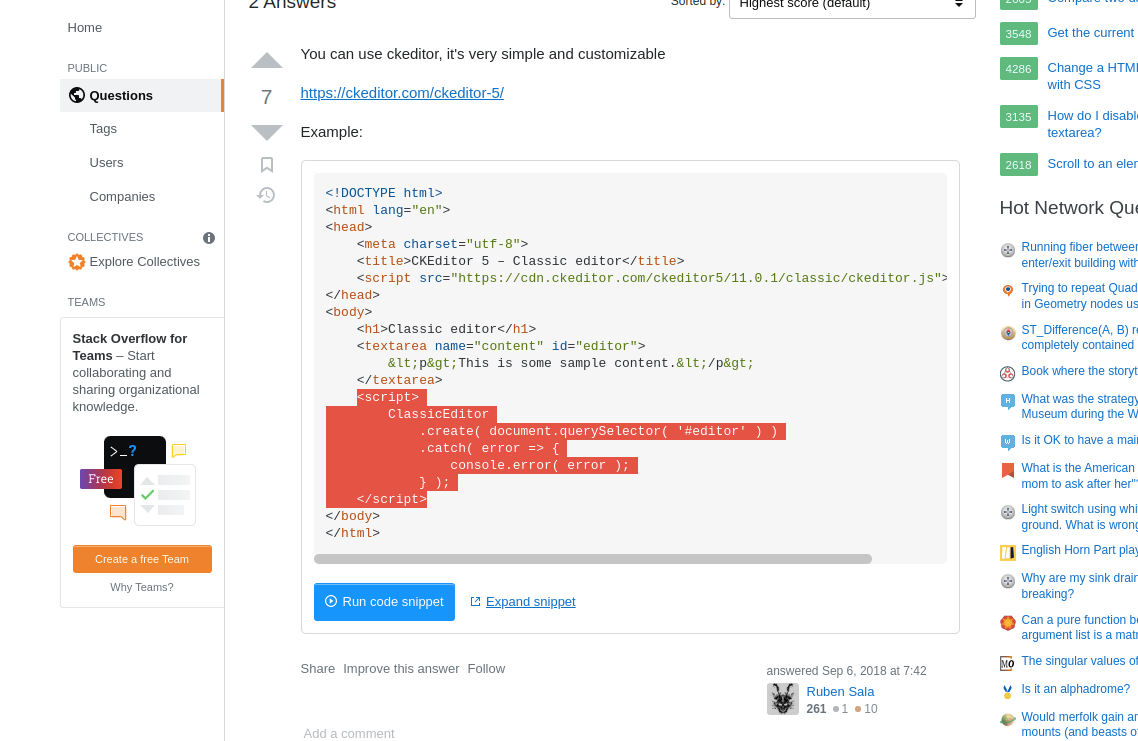 2 Answers
Sorted by:
Highest score (default)
Home
PUBLIC
Questions
Tags
Users
Companies
COLLECTIVES
Explore Collectives
TEAMS
Stack Overflow for
Teams – Start
collaborating and
sharing organizational
knowledge.
>_?
Free
Create a free Team
Why Teams?
You can use ckeditor, it's very simple and customizable
7
https://ckeditor.com/ckeditor-5/
Example:
<!DOCTYPE html>
<html lang="en">
<head>
    <meta charset="utf-8">
    <title>CKEditor 5 – Classic editor</title>
    <script src="https://cdn.ckeditor.com/ckeditor5/11.0.1/classic/ckeditor.js">
</head>
<body>
    <h1>Classic editor</h1>
    <textarea name="content" id="editor">
        &lt;p&gt;This is some sample content.&lt;/p&gt;
    </textarea>
    <script>
        ClassicEditor
            .create( document.querySelector( '#editor' ) )
            .catch( error => {
                console.error( error );
            } );
    </script>
</body>
</html>
Run code snippet
Expand snippet
Share Improve this answer Follow
answered Sep 6, 2018 at 7:42
Ruben Sala
261 1 10
Add a comment
3548 Get the current
4286 Change a HTM
with CSS
3135 How do I disable
textarea?
2618 Scroll to an elem
Hot Network Que
Running fiber between
enter/exit building with
Trying to repeat Quad
in Geometry nodes us
ST_Difference(A, B) re
completely contained
Book where the storyt
What was the strategy
Museum during the W
Is it OK to have a main
What is the American
mom to ask after her"?
Light switch using whi
ground. What is wrong
English Horn Part play
Why are my sink drain
breaking?
Can a pure function be
argument list is a matr
The singular values of
Is it an alphadrome?
Would merfolk gain an
mounts (and beasts of